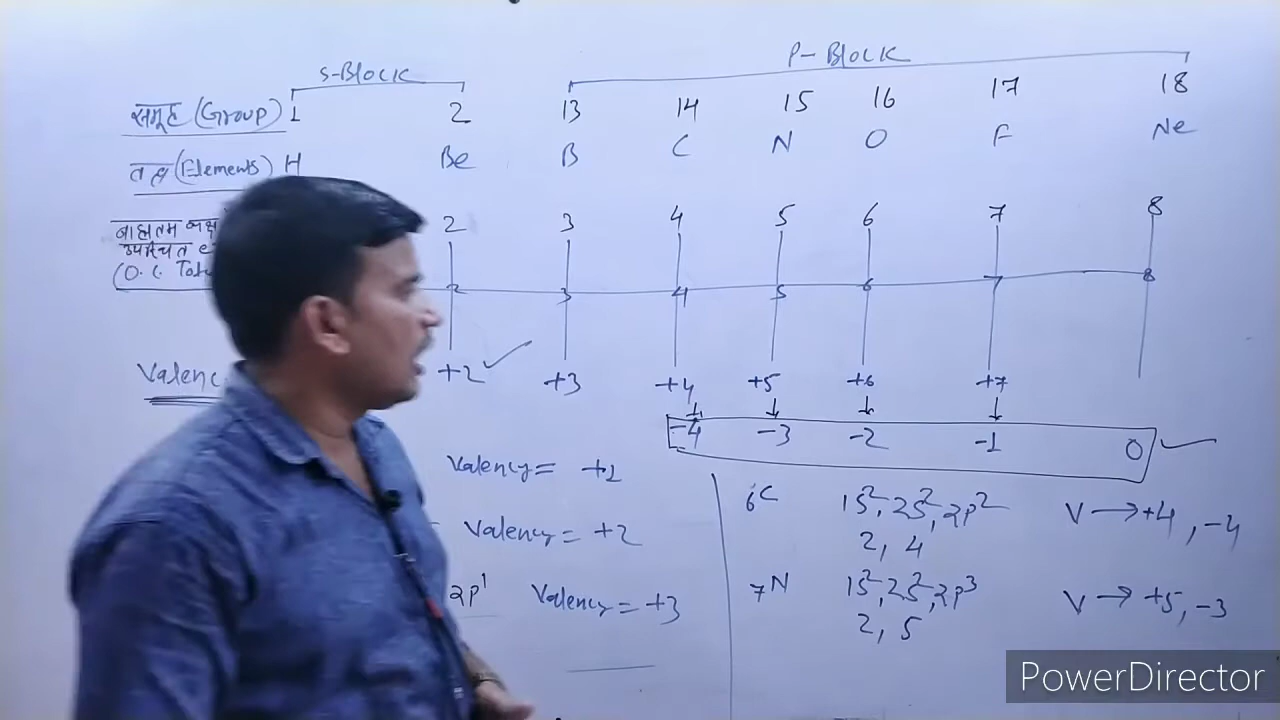 S-BLOCK P-BLOCK
समूह (Group) 1 2 13 14 15 16 17 18
तत्व (Elements) H Be B C N O F Ne
बाह्यतम 2 3 4 5 6 7 8
उपस्थित e
(O. C.
2 3 4 5 6 7 8
Valenc +2 +3 +4 +5 +6 +7
-4 -3 -2 -1 0
Valency = +1
Valency = +2
2p¹ Valency = +3
6C 1S², 2S², 2P² V → +4, -4
2, 4
7N 1S², 2S², 2P³ V → +5, -3
2, 5
PowerDirector